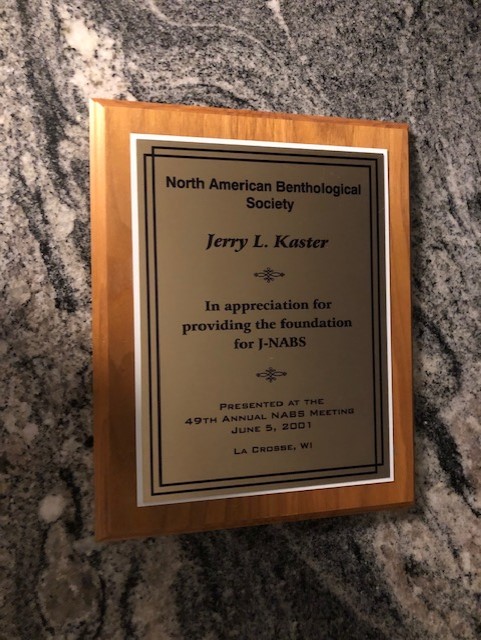 North American Benthological
Society
Jerry L. Kaster
In appreciation for
providing the foundation
for J-NABS
Presented at the
49th Annual NABS Meeting
June 5, 2001
La Crosse, WI